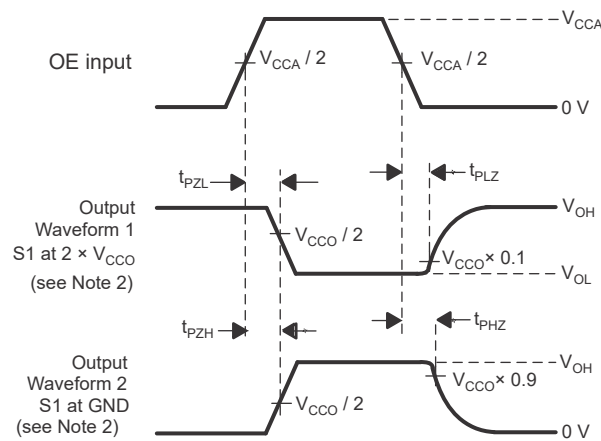 V_CCA
OE input
V_CCA / 2
V_CCA / 2
0 V
t_PZL
t_PLZ
Output
Waveform 1
S1 at 2 × V_CCO
(see Note 2)
V_CCO / 2
V_CCO × 0.1
V_OH
V_OL
t_PZH
t_PHZ
Output
Waveform 2
S1 at GND
(see Note 2)
V_CCO / 2
V_CCO × 0.9
V_OH
0 V